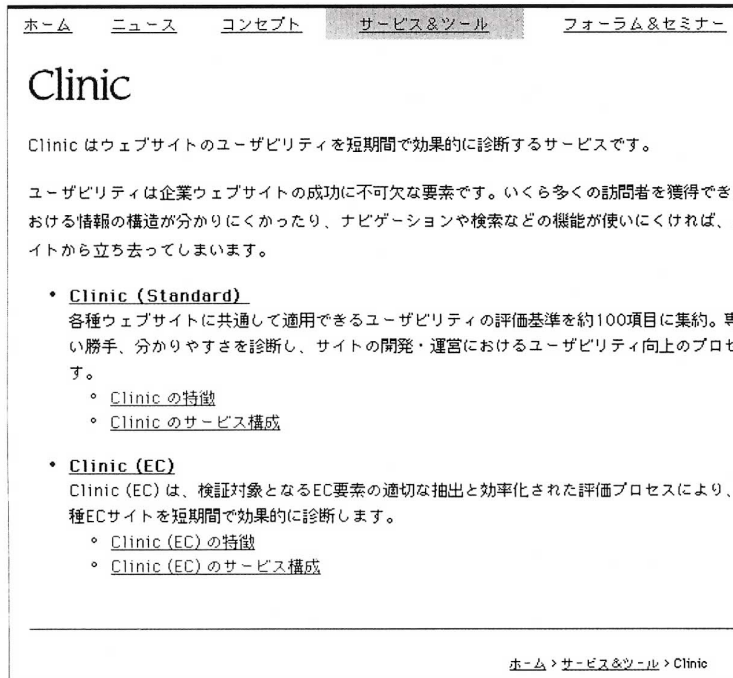 ホーム ニュース コンセプト サービス&ツール フォーラム&セミナー
Clinic
Clinic はウェブサイトのユーザビリティを短期間で効果的に診断するサービスです。
ユーザビリティは企業ウェブサイトの成功に不可欠な要素です。いくら多くの訪問者を獲得でき
おける情報の構造が分かりにくかったり、ナビゲーションや検索などの機能が使いにくければ、
イトから立ち去ってしまいます。
• Clinic (Standard)
各種ウェブサイトに共通して適用できるユーザビリティの評価基準を約100項目に集約。専
い勝手、分かりやすさを診断し、サイトの開発・運営におけるユーザビリティ向上のプロセ
す。
◦ Clinic の特徴
◦ Clinic のサービス構成
• Clinic (EC)
Clinic (EC) は、検証対象となるEC要素の適切な抽出と効率化された評価プロセスにより、
種ECサイトを短期間で効果的に診断します。
◦ Clinic (EC) の特徴
◦ Clinic (EC) のサービス構成
ホーム > サービス&ツール > Clinic